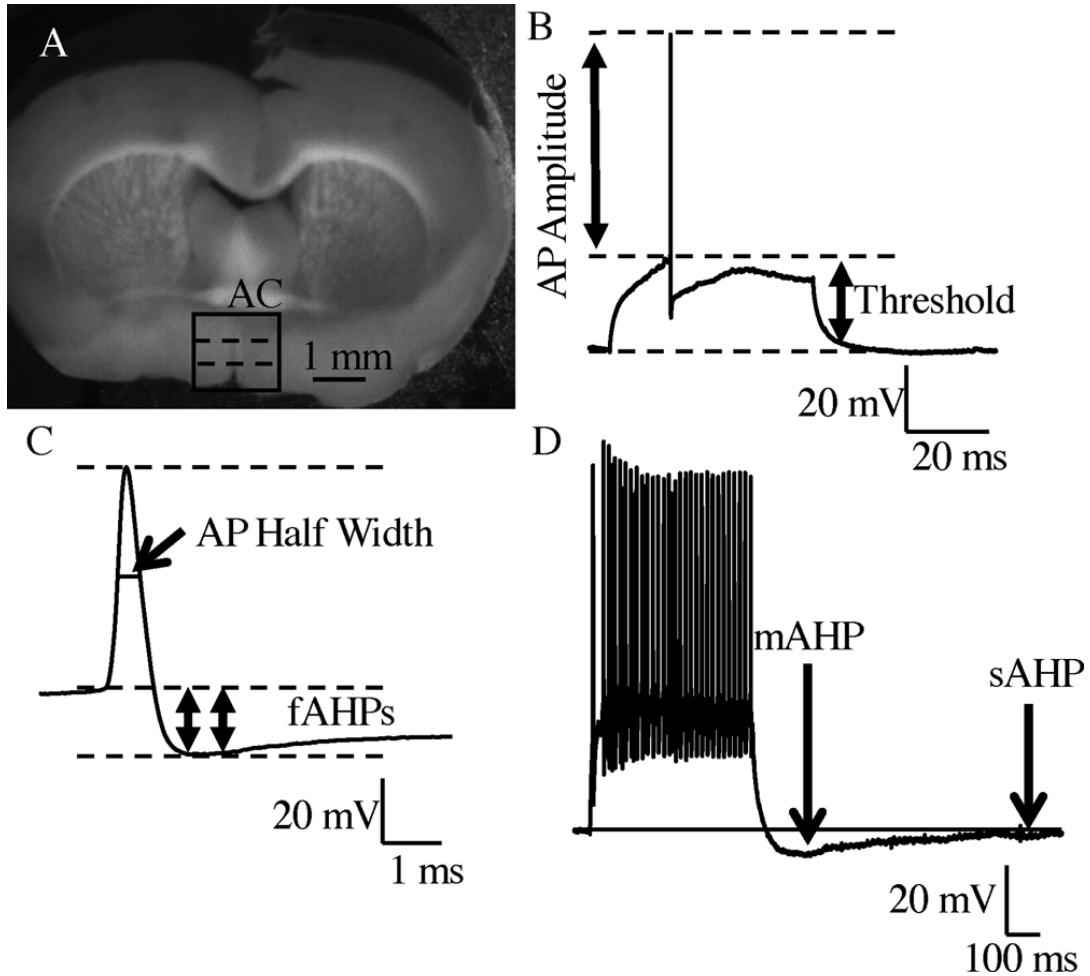 A
AC
1 mm
B
AP Amplitude
Threshold
20 mV
20 ms
C
AP Half Width
fAHPs
20 mV
1 ms
D
mAHP
sAHP
20 mV
100 ms